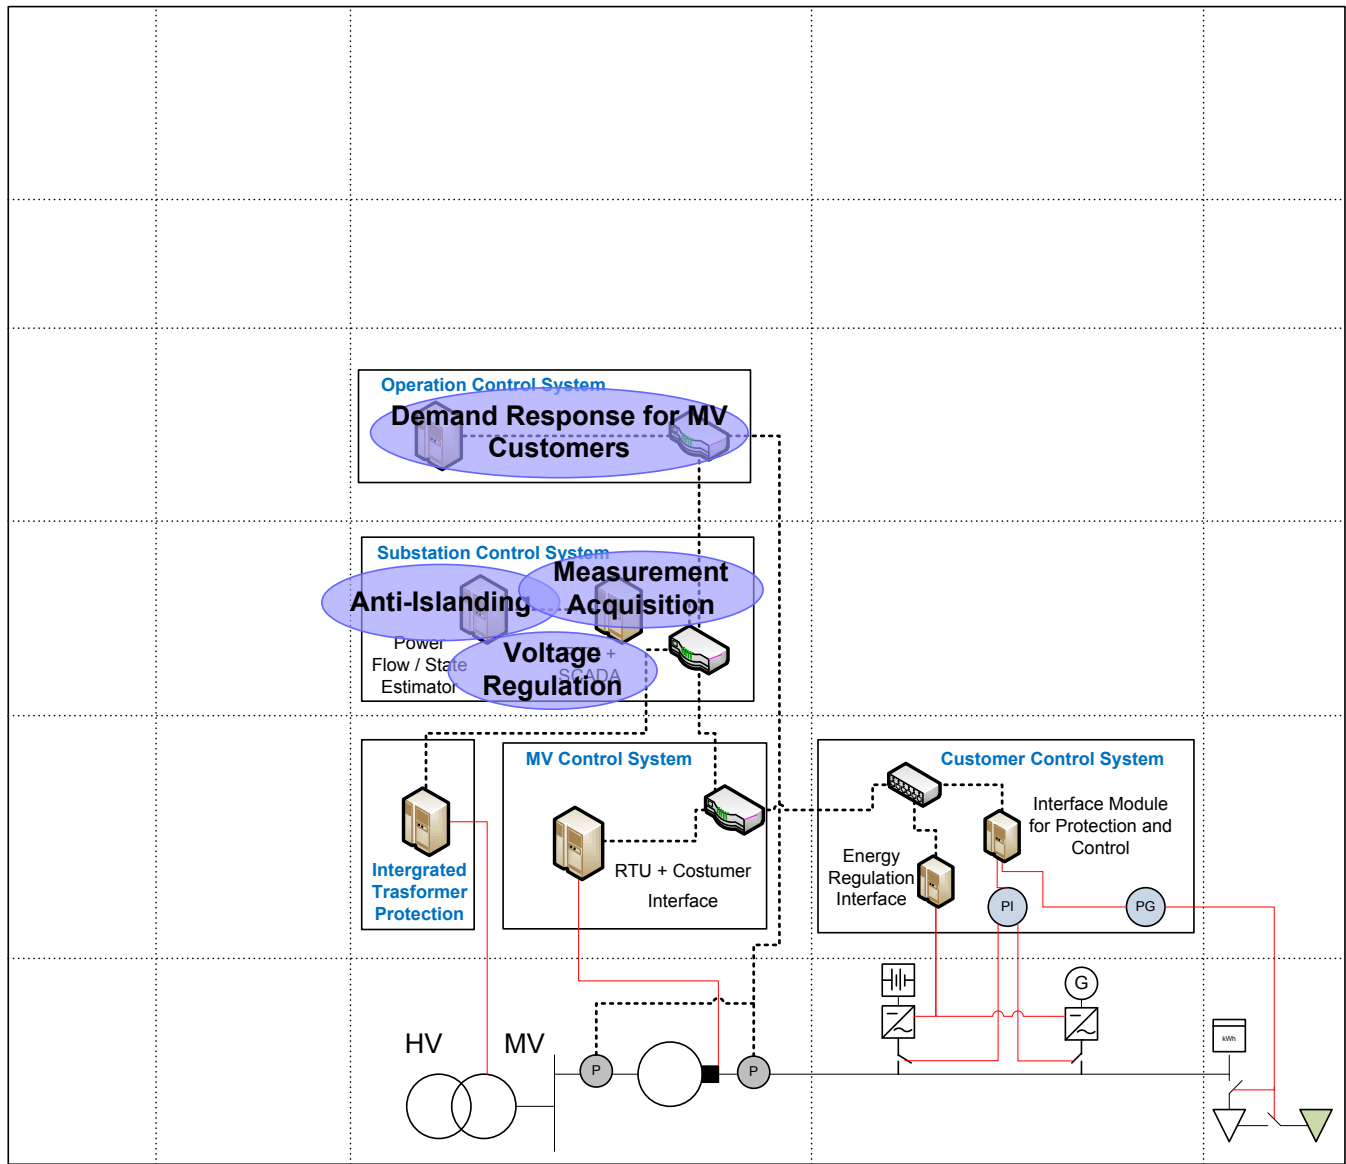 Operation Control System
Demand Response for MV
Customers
Substation Control System
Anti-Islanding
Measurement
Acquisition
Power
Flow / State
Estimator
RTU +
SCADA
Voltage
Regulation
MV Control System
RTU + Costumer
Interface
Intergrated
Trasformer
Protection
Customer Control System
Interface Module
for Protection and
Control
Energy
Regulation
Interface
PI
PG
HV
MV
P
P
G
kWh